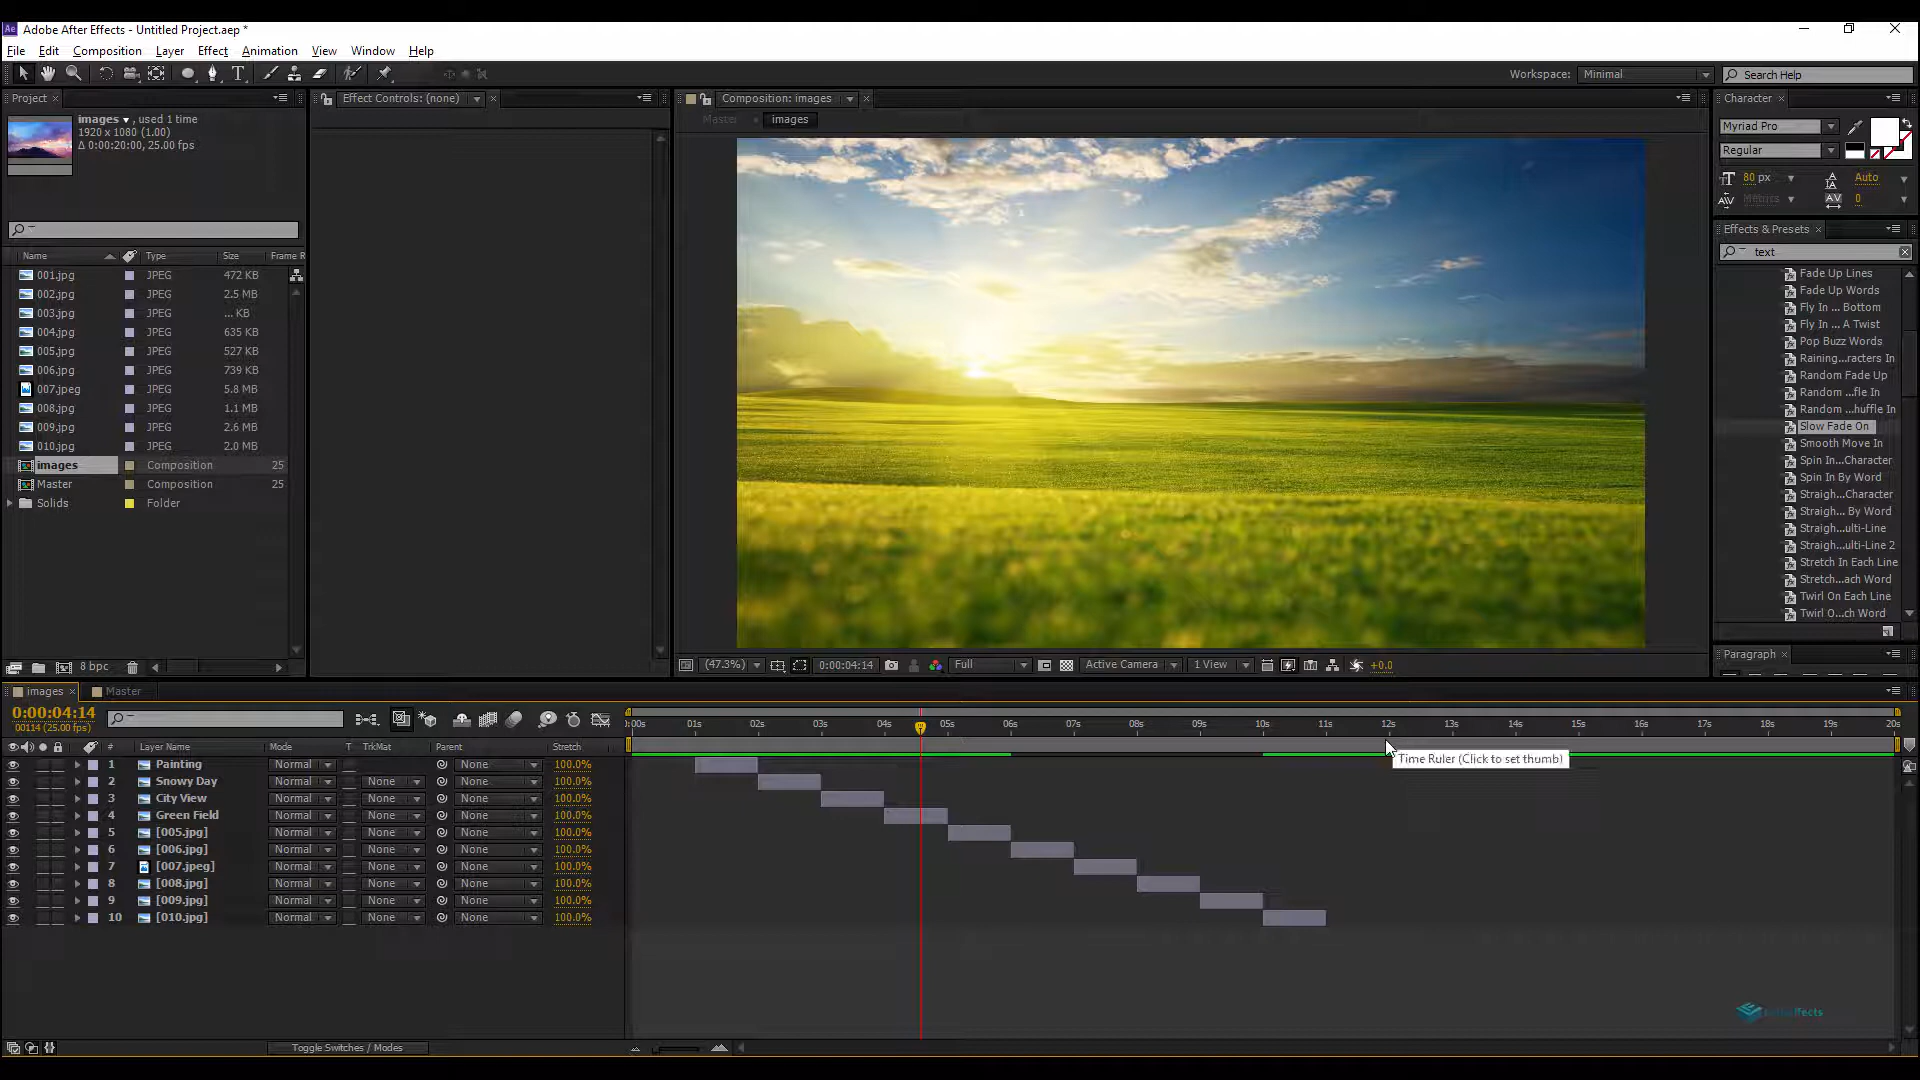 Ae Adobe After Effects - Untitled Project.aep *
File Edit Composition Layer Effect Animation View Window Help
Workspace: Minimal Search Help
Project Effect Controls: (none) Composition: images Character
images , used 1 time
1920 x 1080 (1.00)
Δ 0:00:20:00, 25.00 fps
Master images
Myriad Pro
Regular
80 px Auto
Metrics 0
Effects & Presets
text
Name Type Size Frame R
001.jpg JPEG 472 KB
002.jpg JPEG 2.5 MB
003.jpg JPEG ... KB
004.jpg JPEG 635 KB
005.jpg JPEG 527 KB
006.jpg JPEG 739 KB
007.jpeg JPEG 5.8 MB
008.jpg JPEG 1.1 MB
009.jpg JPEG 2.6 MB
010.jpg JPEG 2.0 MB
images Composition 25
Master Composition 25
Solids Folder
Fade Up Lines
Fade Up Words
Fly In ... Bottom
Fly In ... A Twist
Pop Buzz Words
Raining...racters In
Random Fade Up
Random ...fle In
Random ...huffle In
Slow Fade On
Smooth Move In
Spin In...Character
Spin In By Word
Straigh...Character
Straigh... By Word
Straigh...ulti-Line
Straigh...ulti-Line 2
Stretch In Each Line
Stretch...ach Word
Twirl On Each Line
Twirl O...ch Word
Paragraph
8 bpc
(47.3%) 0:00:04:14 Full Active Camera 1 View +0.0
images Master
0:00:04:14
00114 (25.00 fps)
:00s 01s 02s 03s 04s 05s 06s 07s 08s 09s 10s 11s 12s 13s 14s 15s 16s 17s 18s 19s 20s
# Layer Name Mode T TrkMat Parent Stretch
Time Ruler (Click to set thumb)
1 Painting Normal None 100.0%
2 Snowy Day Normal None None 100.0%
3 City View Normal None None 100.0%
4 Green Field Normal None None 100.0%
5 [005.jpg] Normal None None 100.0%
6 [006.jpg] Normal None None 100.0%
7 [007.jpeg] Normal None None 100.0%
8 [008.jpg] Normal None None 100.0%
9 [009.jpg] Normal None None 100.0%
10 [010.jpg] Normal None None 100.0%
Toggle Switches / Modes